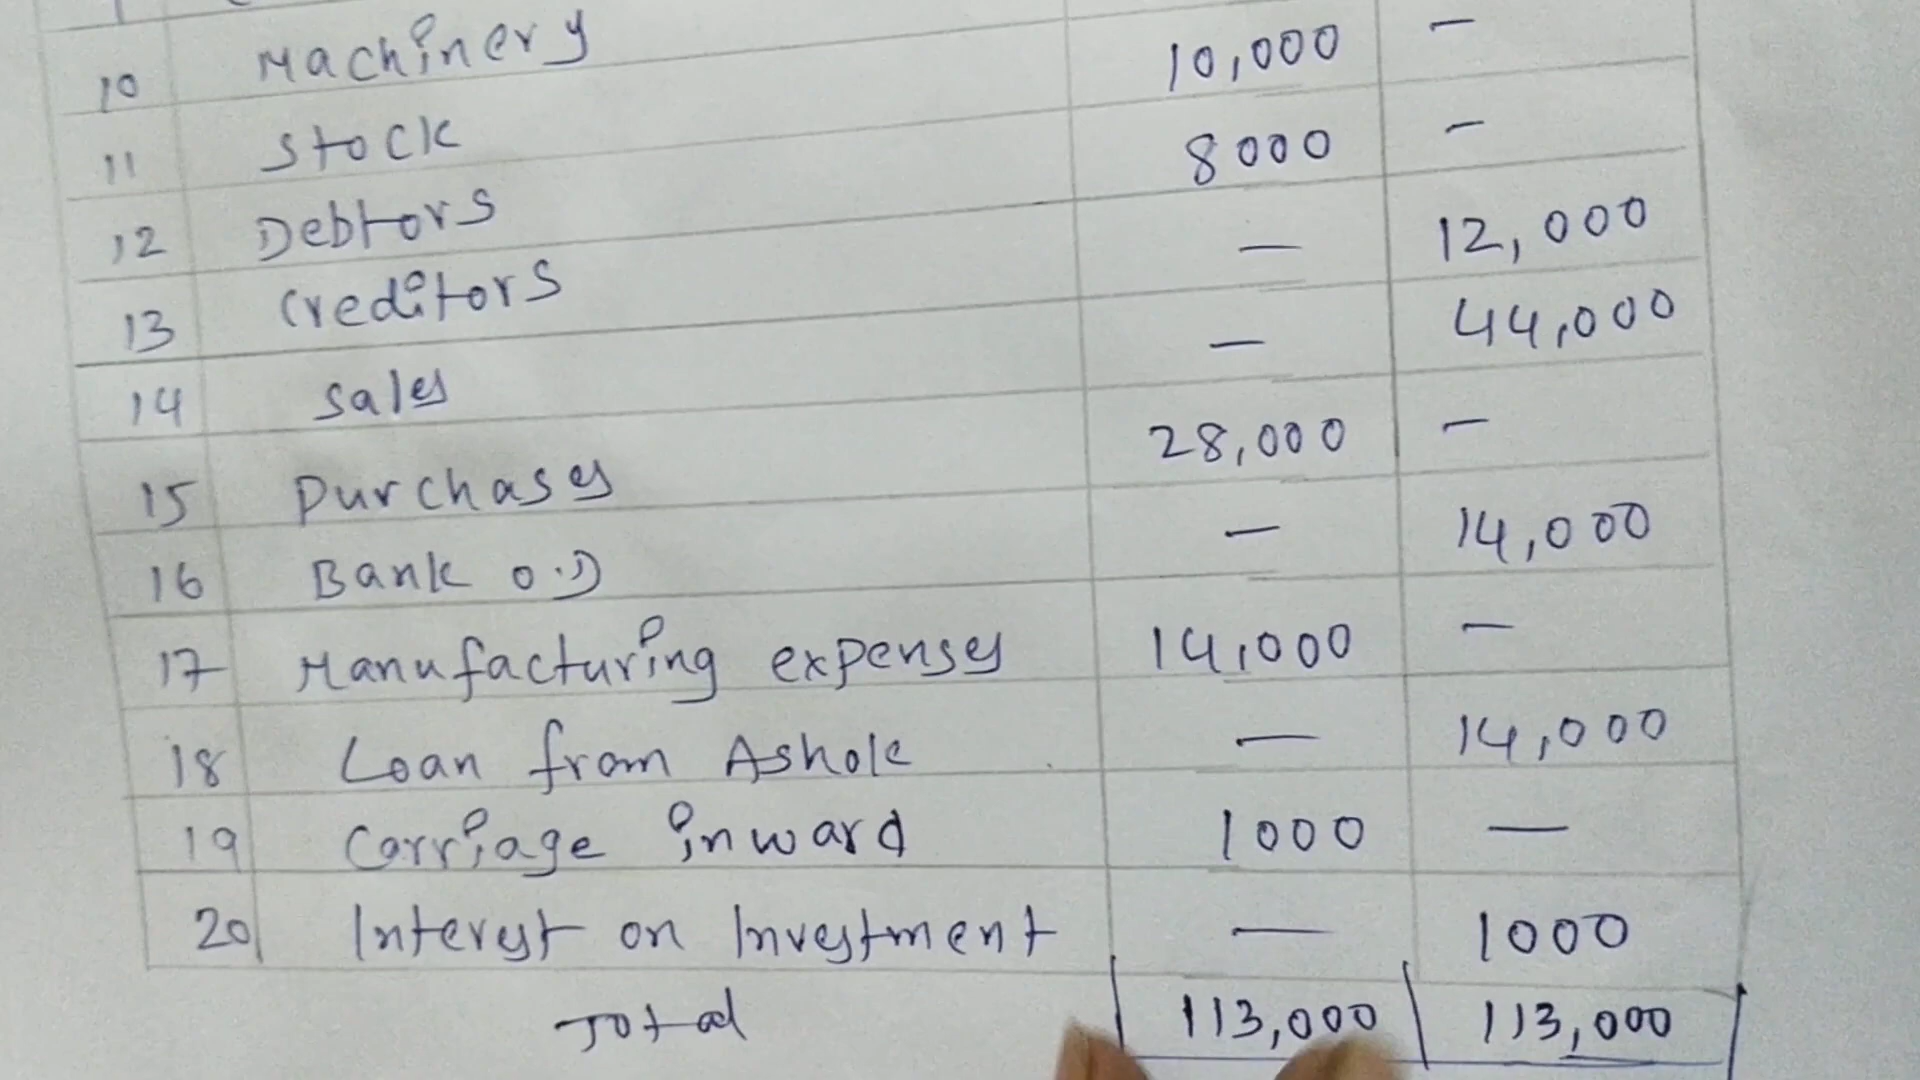 10 Machinery
11 Stock 10,000 —
12 Debtors 8000 —
13 Creditors — 12,000
14 Sales — 44,000
15 Purchases 28,000 —
16 Bank O.D — 14,000
17 Manufacturing expenses 14,000 —
18 Loan from Ashok — 14,000
19 Carriage inward 1000 —
20 Interest on Investment — 1000
Total 113,000 113,000